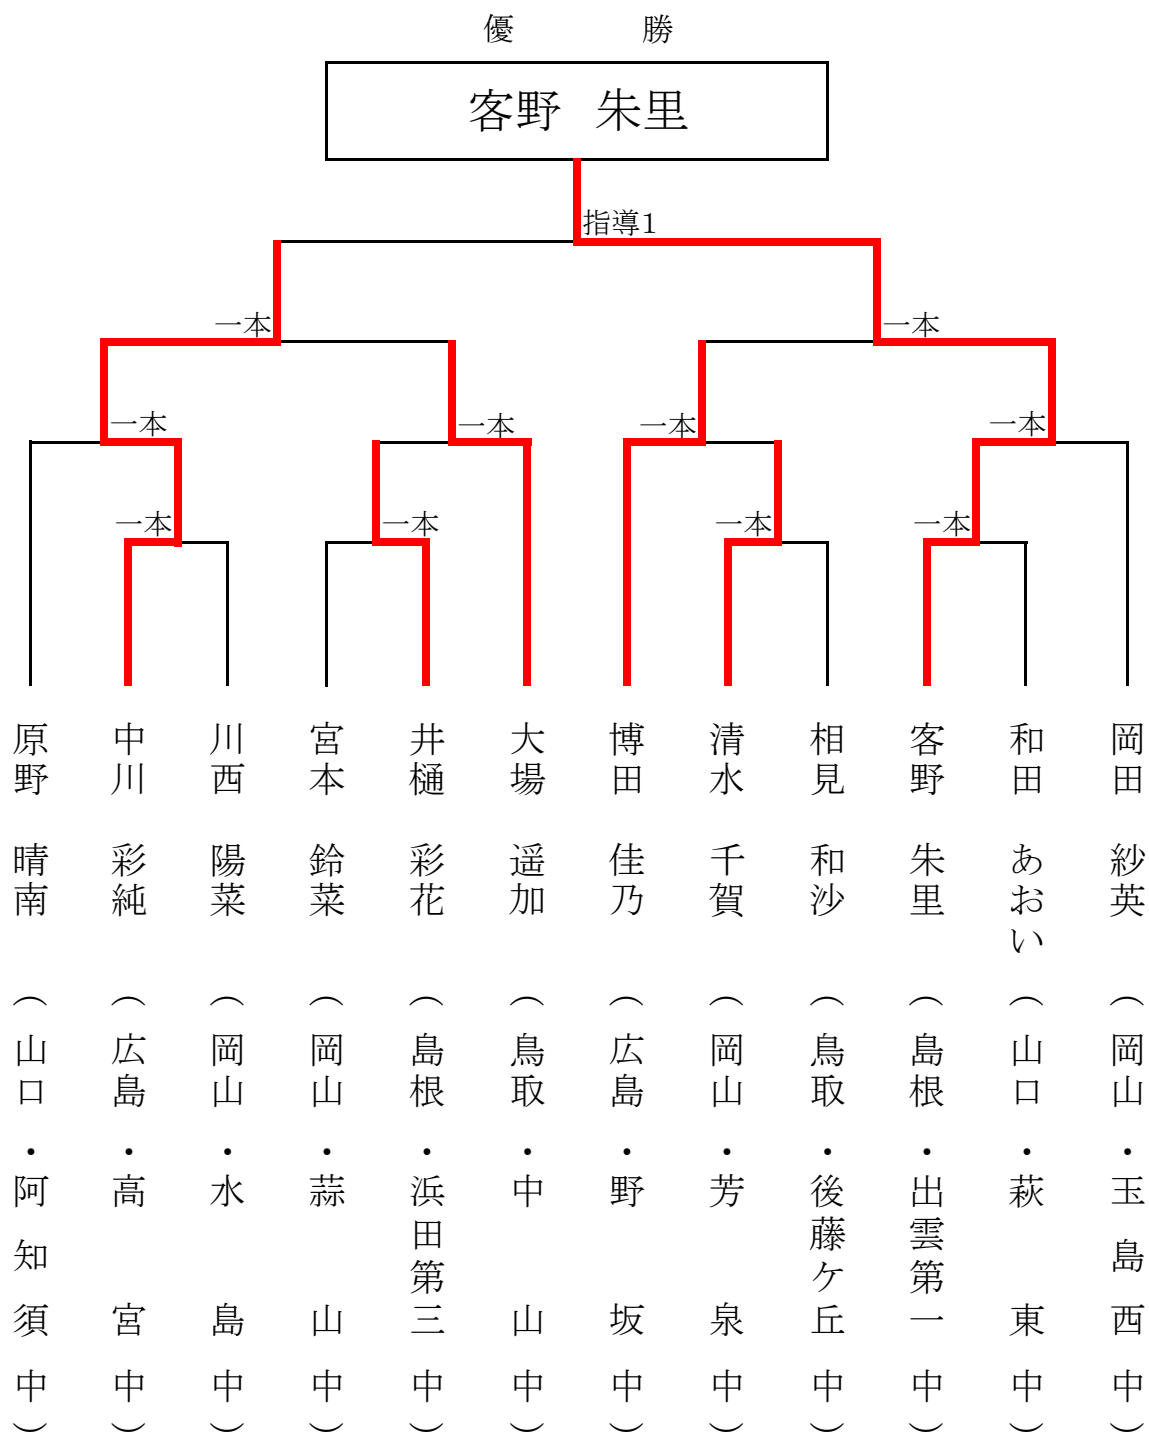 優 勝
客野 朱里
指導1
一本
一本
一本
一本
一本
一本
一本
一本
一本
一本
原野 晴南 （山口・阿知須中）
中川 彩純 （広島・高宮中）
川西 陽菜 （岡山・水島中）
宮本 鈴菜 （岡山・蒜山中）
井樋 彩花 （島根・浜田第三中）
大場 遥加 （鳥取・中山中）
博田 佳乃 （広島・野坂中）
清水 千賀 （岡山・芳泉中）
相見 和沙 （鳥取・後藤ケ丘中）
客野 朱里 （島根・出雲第一中）
和田 あおい （山口・萩東中）
岡田 紗英 （岡山・玉島西中）